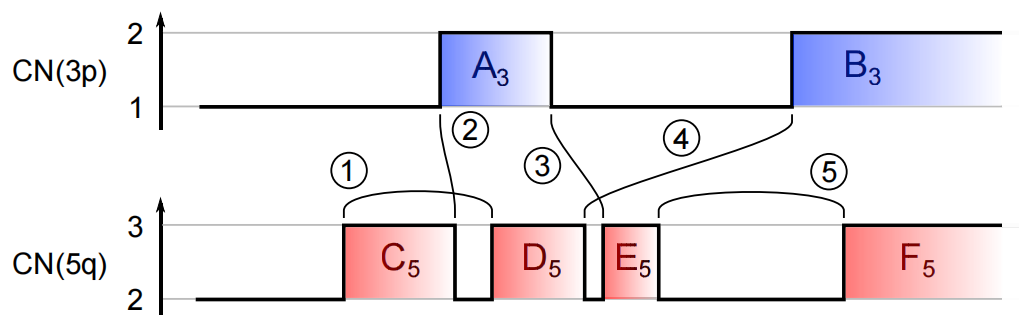 2
CN(3p)
A₃
B₃
1
②
③
④
①
⑤
3
CN(5q)
C₅
D₅
E₅
F₅
2